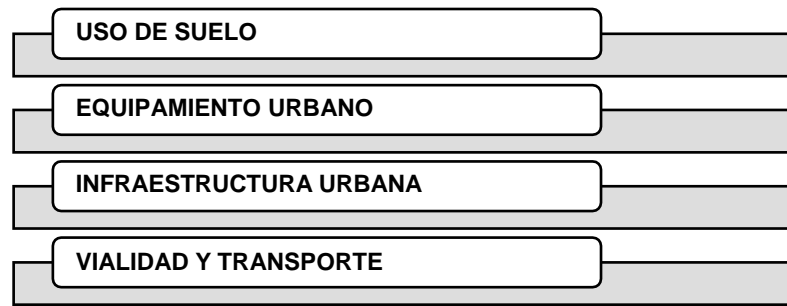 USO DE SUELO
EQUIPAMIENTO URBANO
INFRAESTRUCTURA URBANA
VIALIDAD Y TRANSPORTE